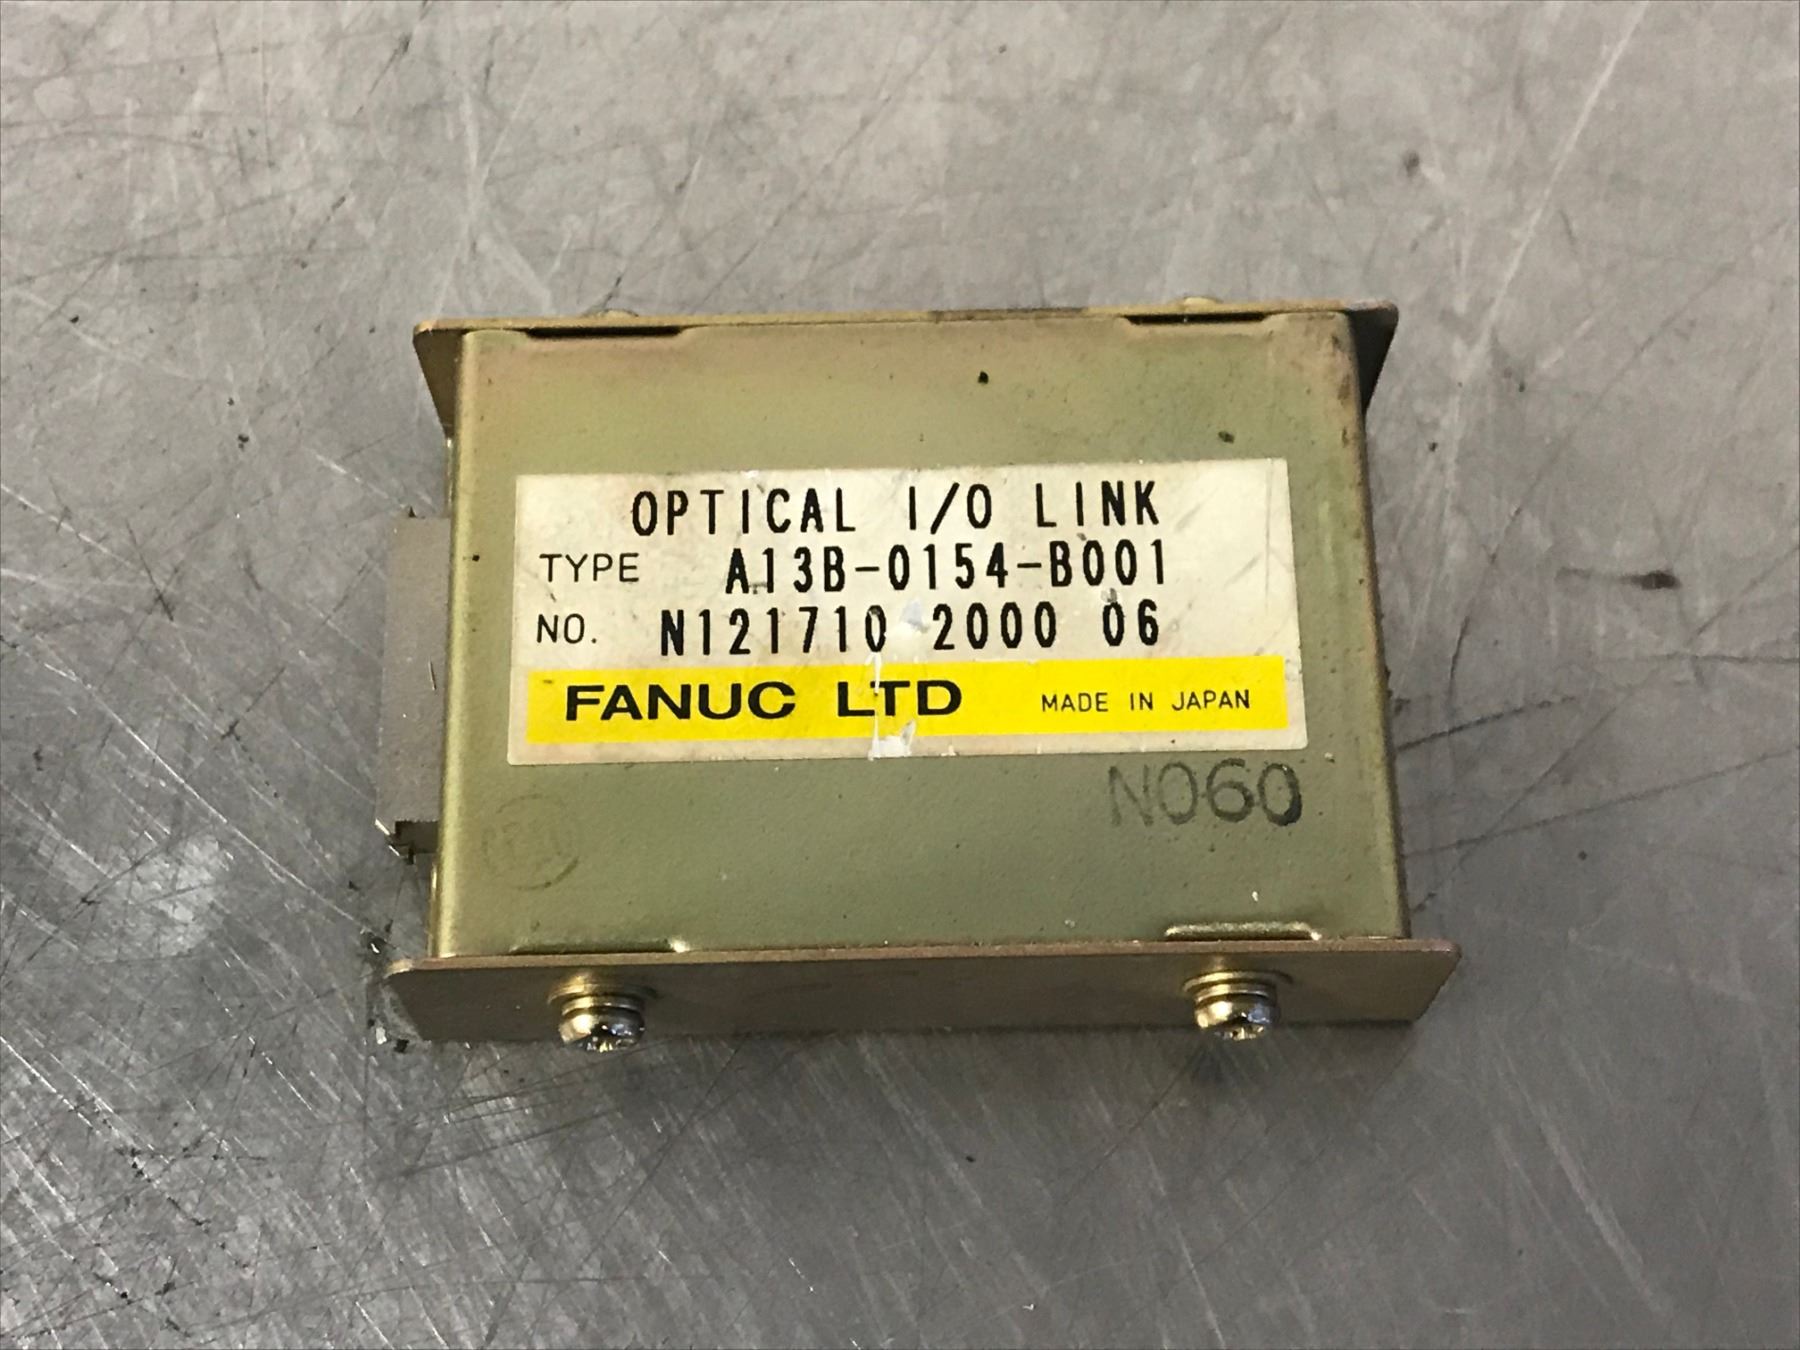 OPTICAL I/O LINK
TYPE A13B-0154-B001
NO. N121710 2000 06
FANUC LTD MADE IN JAPAN
N060